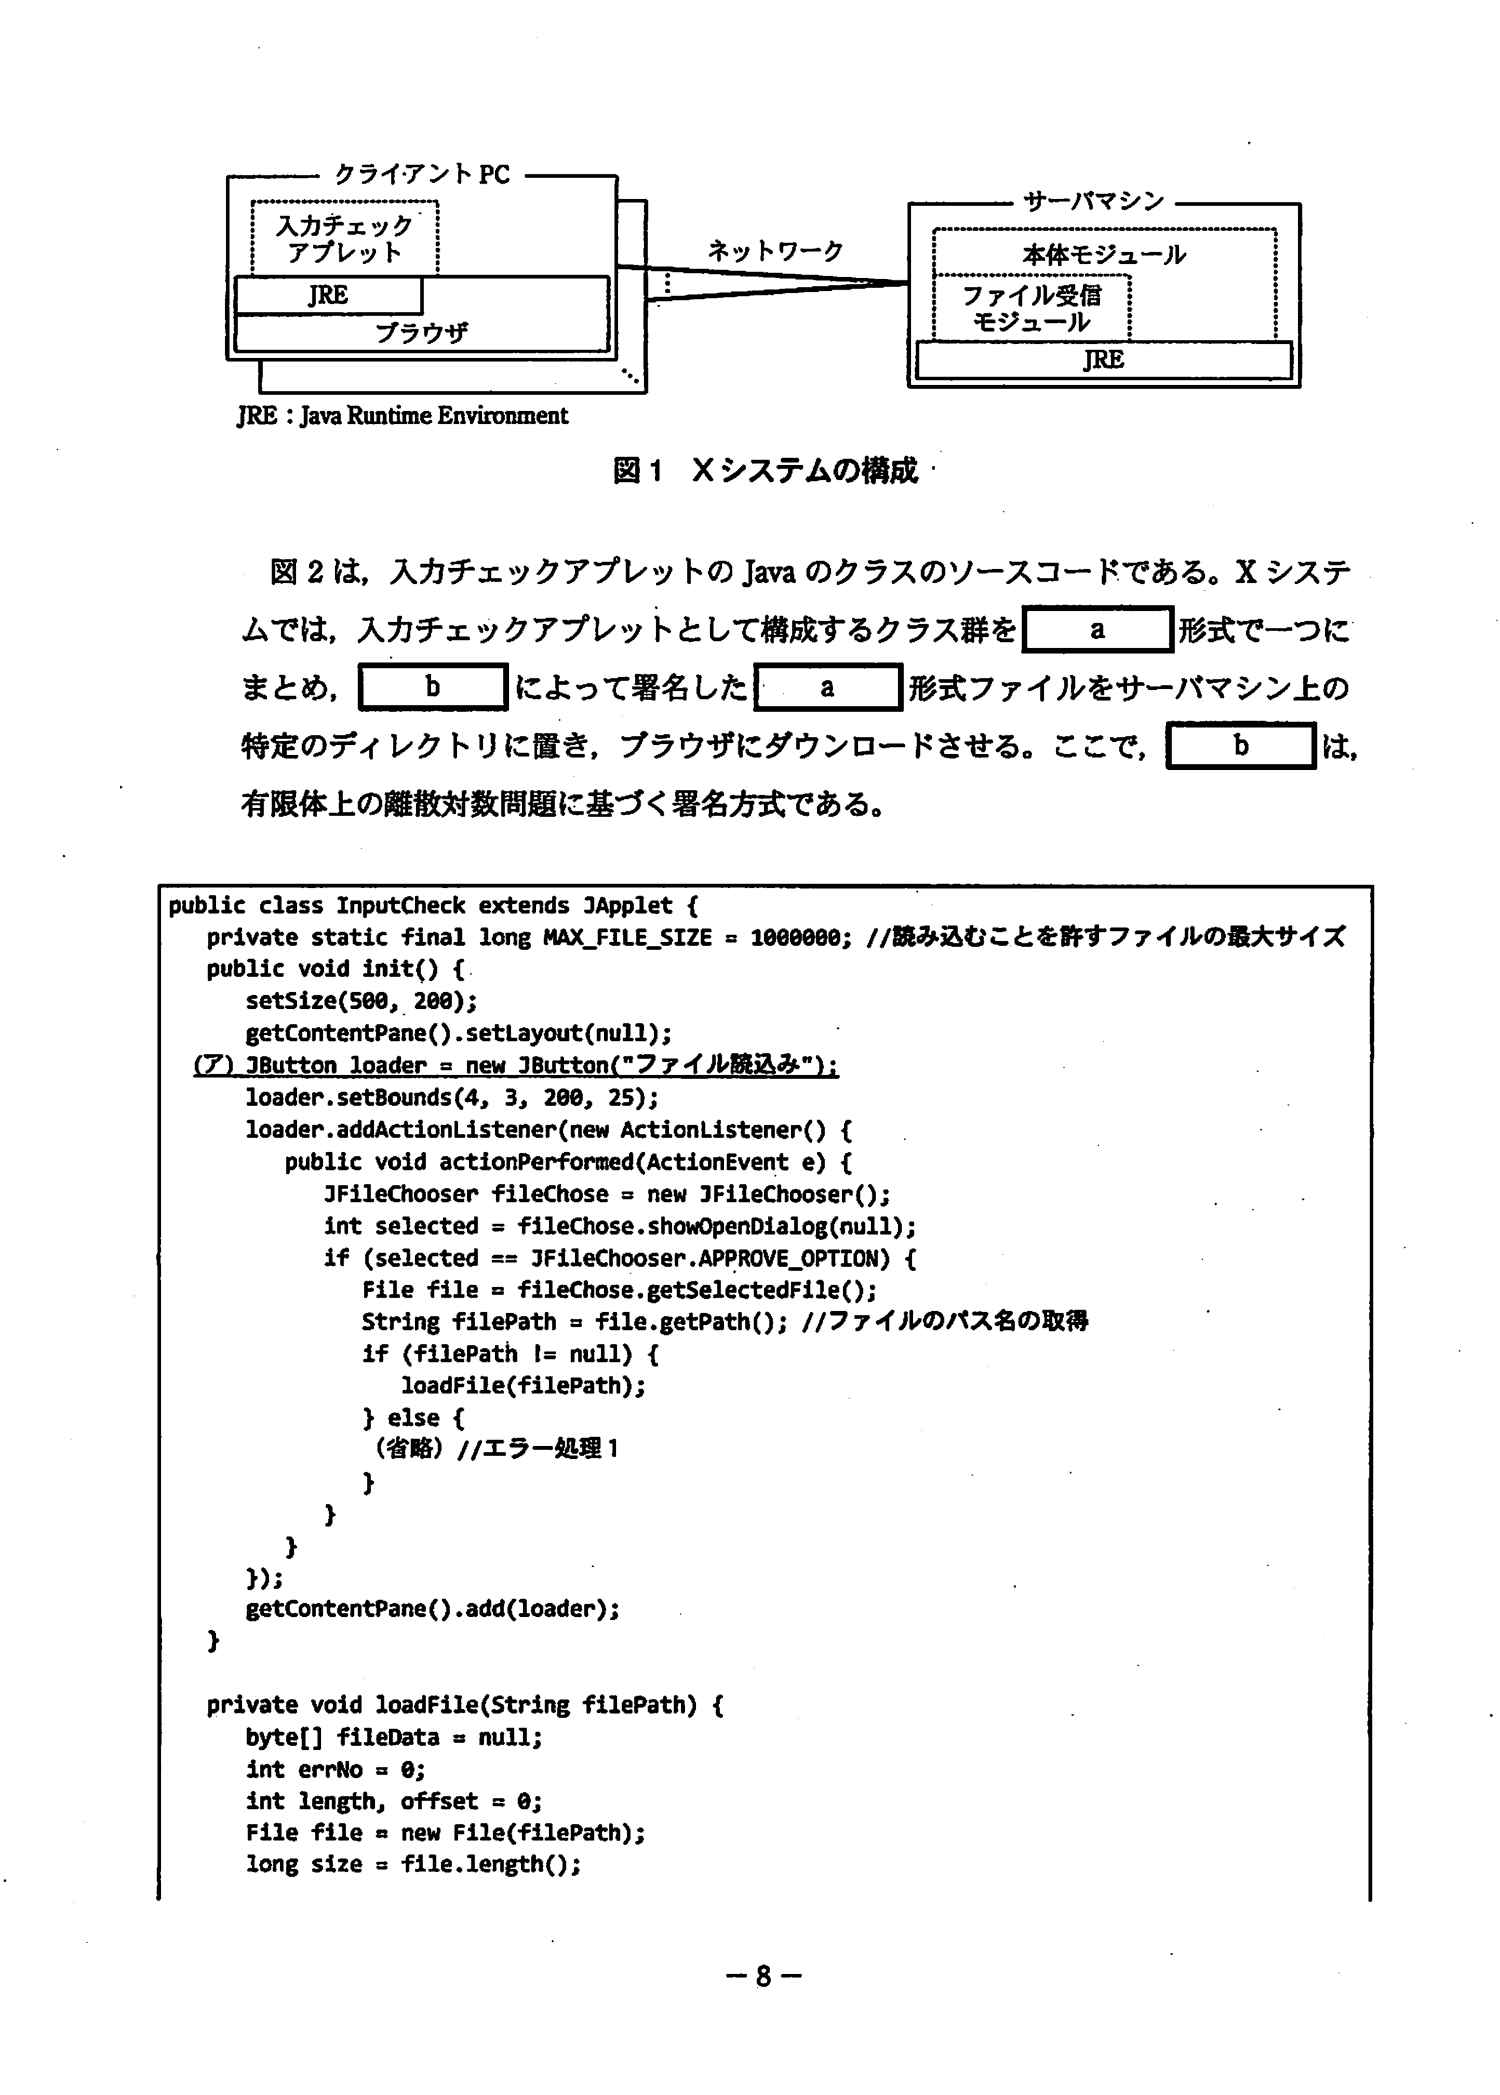 クライアント PC
入力チェック
アプレット
JRE
ブラウザ
ネットワーク
サーバマシン
本体モジュール
ファイル受信
モジュール
JRE
JRE：Java Runtime Environment
図 1　X システムの構成
図 2 は，入力チェックアプレットの Java のクラスのソースコードである。X システ
ムでは，入力チェックアプレットとして構成するクラス群を a 形式で一つに
まとめ， b によって署名した a 形式ファイルをサーバマシン上の
特定のディレクトリに置き，ブラウザにダウンロードさせる。ここで， b は，
有限体上の離散対数問題に基づく署名方式である。
public class InputCheck extends JApplet {
private static final long MAX_FILE_SIZE = 1000000; //読み込むことを許すファイルの最大サイズ
public void init() {
setSize(500, 200);
getContentPane().setLayout(null);
(ア) JButton loader = new JButton("ファイル読込み");
loader.setBounds(4, 3, 200, 25);
loader.addActionListener(new ActionListener() {
public void actionPerformed(ActionEvent e) {
JFileChooser fileChose = new JFileChooser();
int selected = fileChose.showOpenDialog(null);
if (selected == JFileChooser.APPROVE_OPTION) {
File file = fileChose.getSelectedFile();
String filePath = file.getPath(); //ファイルのパス名の取得
if (filePath != null) {
loadFile(filePath);
} else {
（省略）//エラー処理 1
}
}
}
});
getContentPane().add(loader);
}
private void loadFile(String filePath) {
byte[] fileData = null;
int errNo = 0;
int length, offset = 0;
File file = new File(filePath);
long size = file.length();
－ 8 －